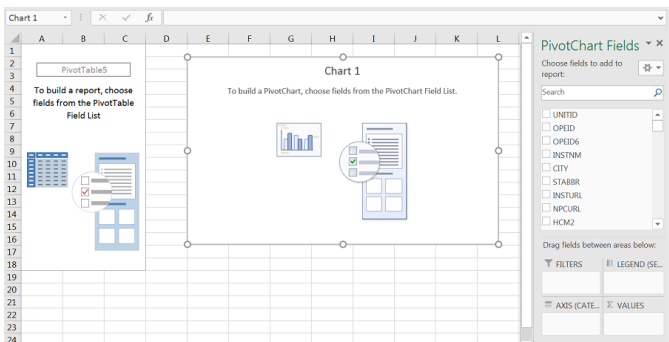 Chart 1
fx
A B C D E F G H I J K L
1
2
3
4
5
6
7
8
9
10
11
12
13
14
15
16
17
18
19
20
21
22
23
24
PivotTable5
To build a report, choose
fields from the PivotTable
Field List
Chart 1
To build a PivotChart, choose fields from the PivotChart Field List.
PivotChart Fields
Choose fields to add to
report:
Search
UNITID
OPEID
OPEID6
INSTNM
CITY
STABBR
INSTURL
NPCURL
HCM2
Drag fields between areas below:
FILTERS
LEGEND (SE...
AXIS (CATE...
Σ VALUES